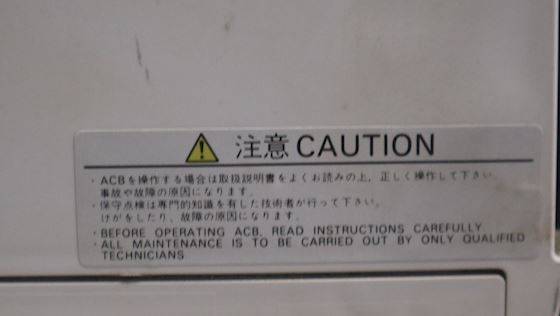 注意 CAUTION
・ACBを操作する場合は取扱説明書をよくお読みの上，正しく操作して下さい。
事故や故障の原因になります。
・保守点検は専門的知識を有した技術者が行って下さい。
けがをしたり，故障の原因になります。
・BEFORE OPERATING ACB, READ INSTRUCTIONS CAREFULLY
・ALL MAINTENANCE IS TO BE CARRIED OUT BY ONLY QUALIFIED
TECHNICIANS